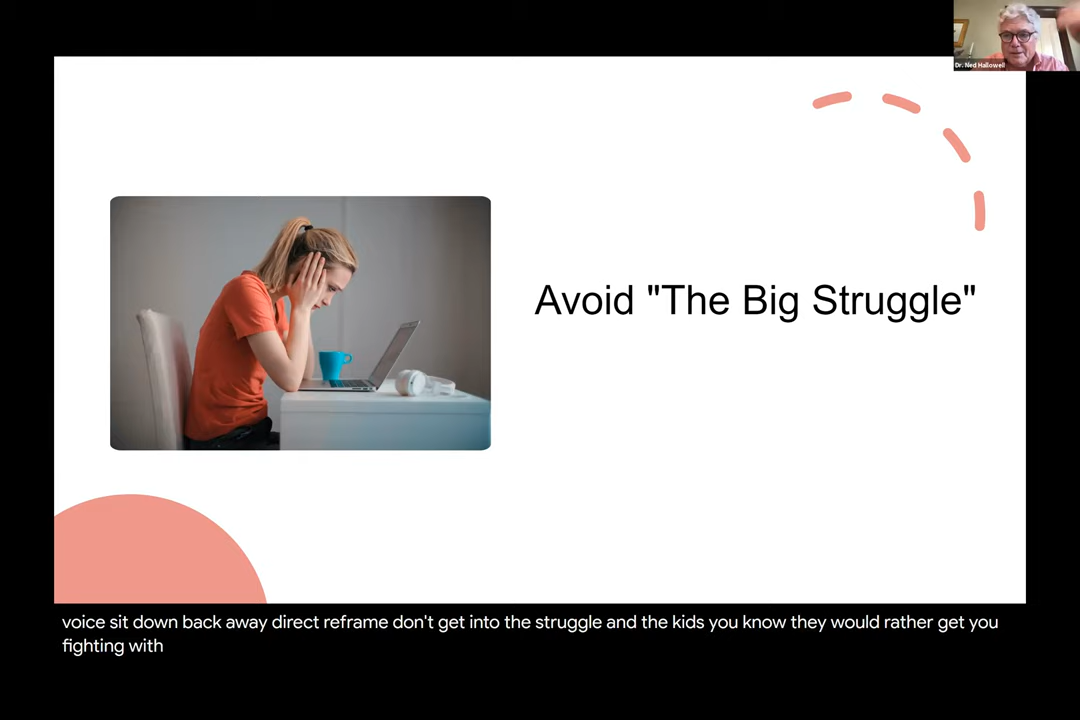 Dr. Ned Hallowell
Avoid "The Big Struggle"
voice sit down back away direct reframe don't get into the struggle and the kids you know they would rather get you
fighting with